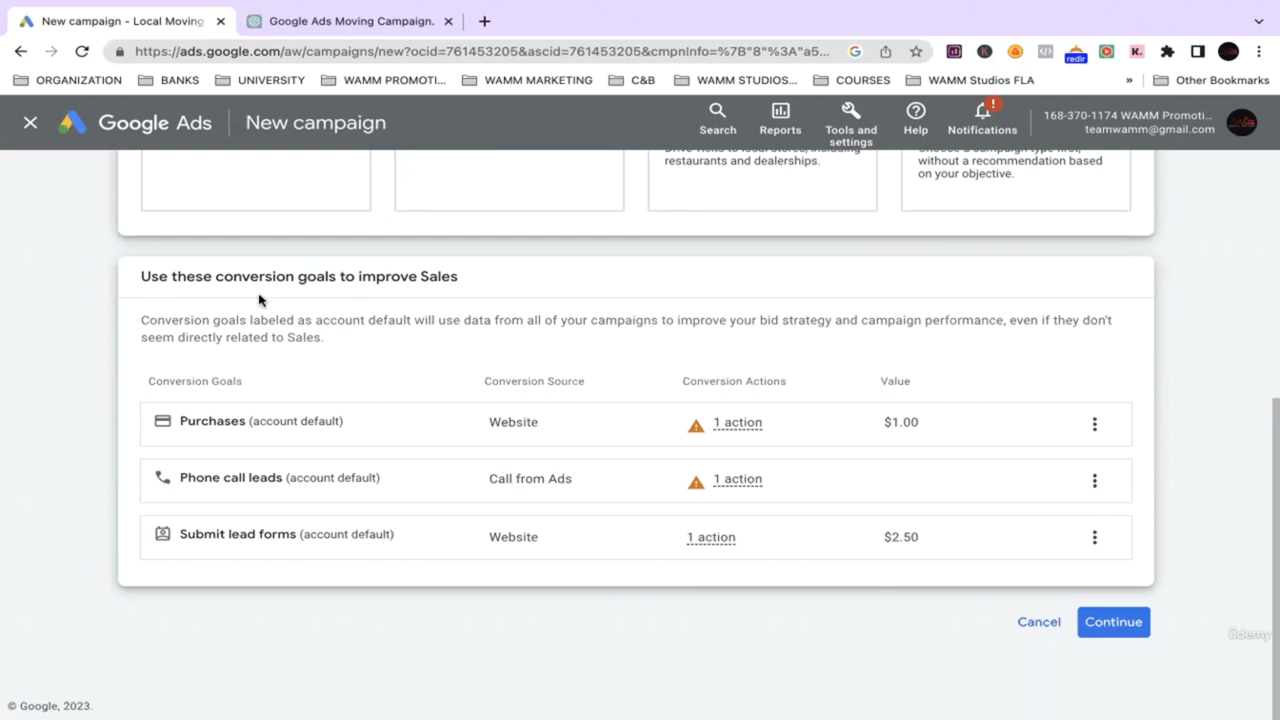 New campaign - Local Moving
Google Ads Moving Campaign.
https://ads.google.com/aw/campaigns/new?ocid=761453205&ascid=761453205&cmpnInfo=%7B"8"%3A"a5...
ORGANIZATION
BANKS
UNIVERSITY
WAMM PROMOTI...
WAMM MARKETING
C&B
WAMM STUDIOS...
COURSES
WAMM Studios FLA
»
Other Bookmarks
redir
Google Ads
New campaign
Search
Reports
Tools and
settings
Help
Notifications
168-370-1174 WAMM Promoti...
teamwamm@gmail.com
restaurants and dealerships.
without a recommendation based
on your objective.
Use these conversion goals to improve Sales
Conversion goals labeled as account default will use data from all of your campaigns to improve your bid strategy and campaign performance, even if they don't
seem directly related to Sales.
Conversion Goals Conversion Source Conversion Actions Value
Purchases (account default) Website 1 action $1.00
Phone call leads (account default) Call from Ads 1 action
Submit lead forms (account default) Website 1 action $2.50
Cancel
Continue
ûdemy
© Google, 2023.